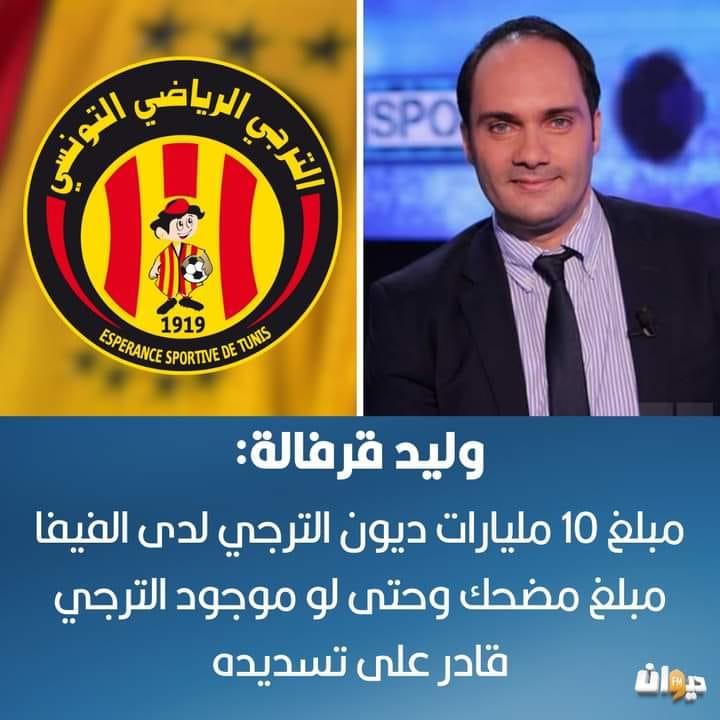 الترجي الرياضي التونسي
1919
ESPERANCE SPORTIVE DE TUNIS
SPO
وليد قرفالة:
مبلغ 10 مليارات ديون الترجي لدى الفيفا
مبلغ مضحك وحتى لو موجود الترجي
قادر على تسديده
ديوان
FM